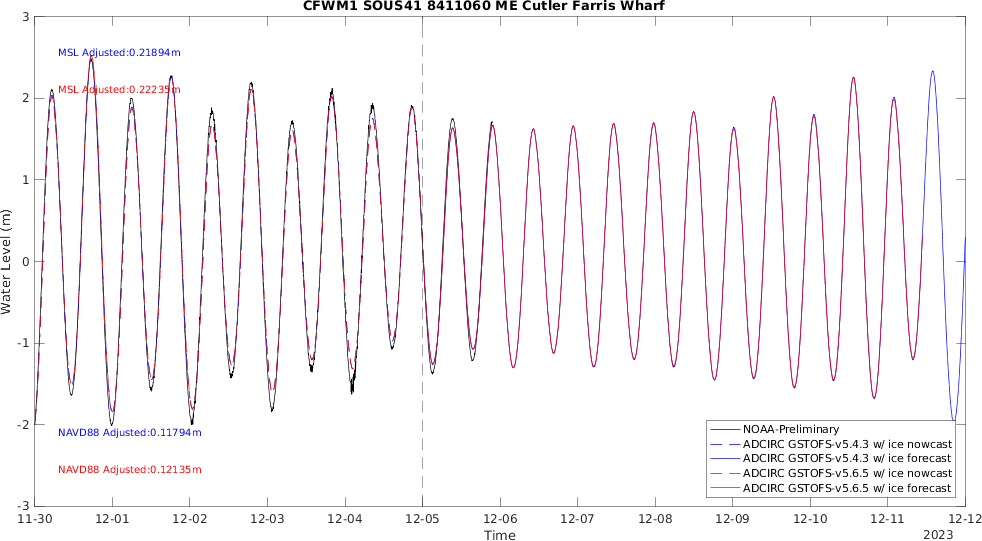 CFWM1 SOUS41 8411060 ME Cutler Farris Wharf
3
MSL Adjusted:0.21894m
MSL Adjusted:0.22235m
2
1
0
-1
-2
-3
Water Level (m)
NAVD88 Adjusted:0.11794m
NAVD88 Adjusted:0.12135m
NOAA-Preliminary
ADCIRC GSTOFS-v5.4.3 w/ ice nowcast
ADCIRC GSTOFS-v5.4.3 w/ ice forecast
ADCIRC GSTOFS-v5.6.5 w/ ice nowcast
ADCIRC GSTOFS-v5.6.5 w/ ice forecast
11-30 12-01 12-02 12-03 12-04 12-05 12-06 12-07 12-08 12-09 12-10 12-11 12-12
Time
2023